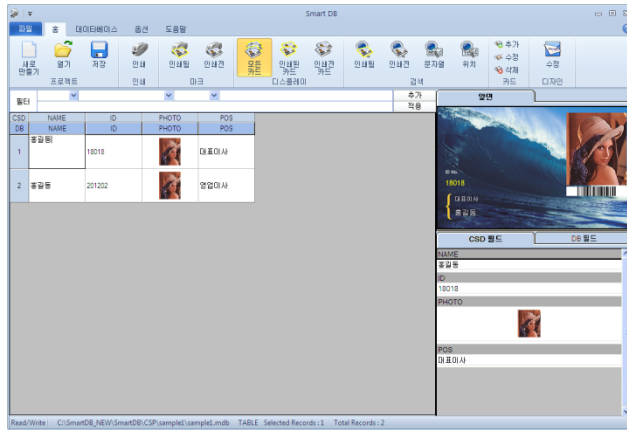 Smart DB
파일 홈 데이터베이스 옵션 도움말
새로 만들기 열기 저장 인쇄 인쇄됨 인쇄전 모든 카드 인쇄된 카드 인쇄전 카드 인쇄됨 인쇄전 문자열 위치 추가 수정 삭제 수정
프로젝트 인쇄 마크 디스플레이 검색 카드 디자인
필터 추가
적용
앞면
CSD NAME ID PHOTO POS
DB NAME ID PHOTO POS
1 홍길동 18018 대표이사
2 홍길동 201202 영업이사
ID No.
18018
대표이사
홍길동
CSD 필드 DB 필드
NAME
홍길동
ID
18018
PHOTO
POS
대표이사
Read/Write C:\SmartDB_NEW\SmartDB\CSP\sample1\sample1.mdb TABLE Selected Records : 1 Total Records : 2